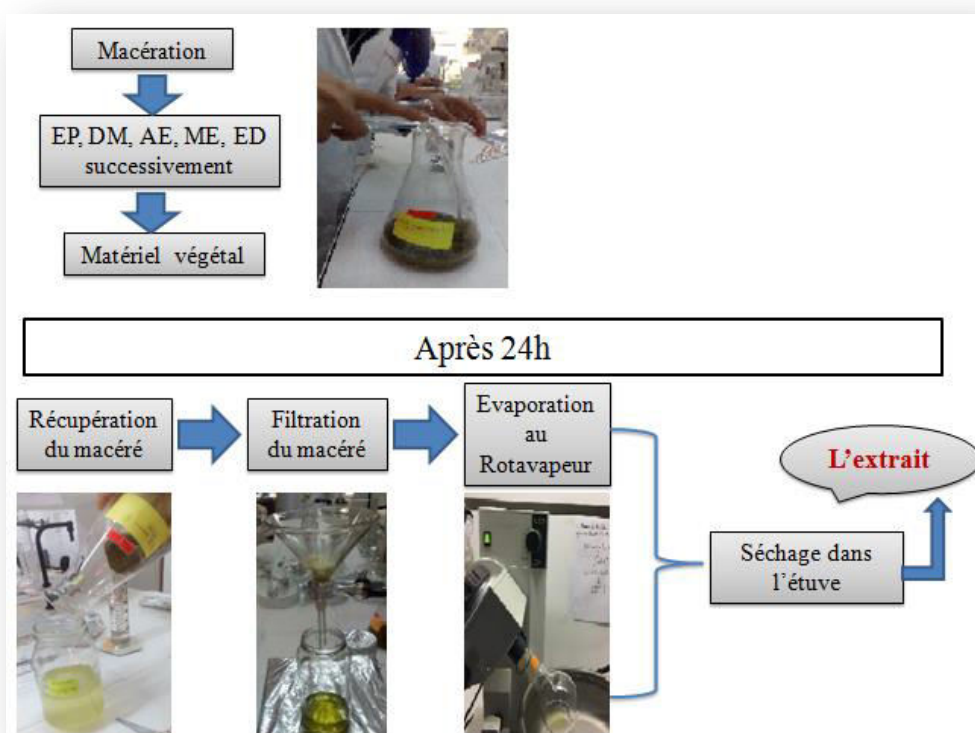 Macération
EP, DM, AE, ME, ED
successivement
Matériel végétal
Après 24h
Récupération
du macéré
Filtration
du macéré
Evaporation
au
Rotavapeur
L'extrait
Séchage dans
l'étuve